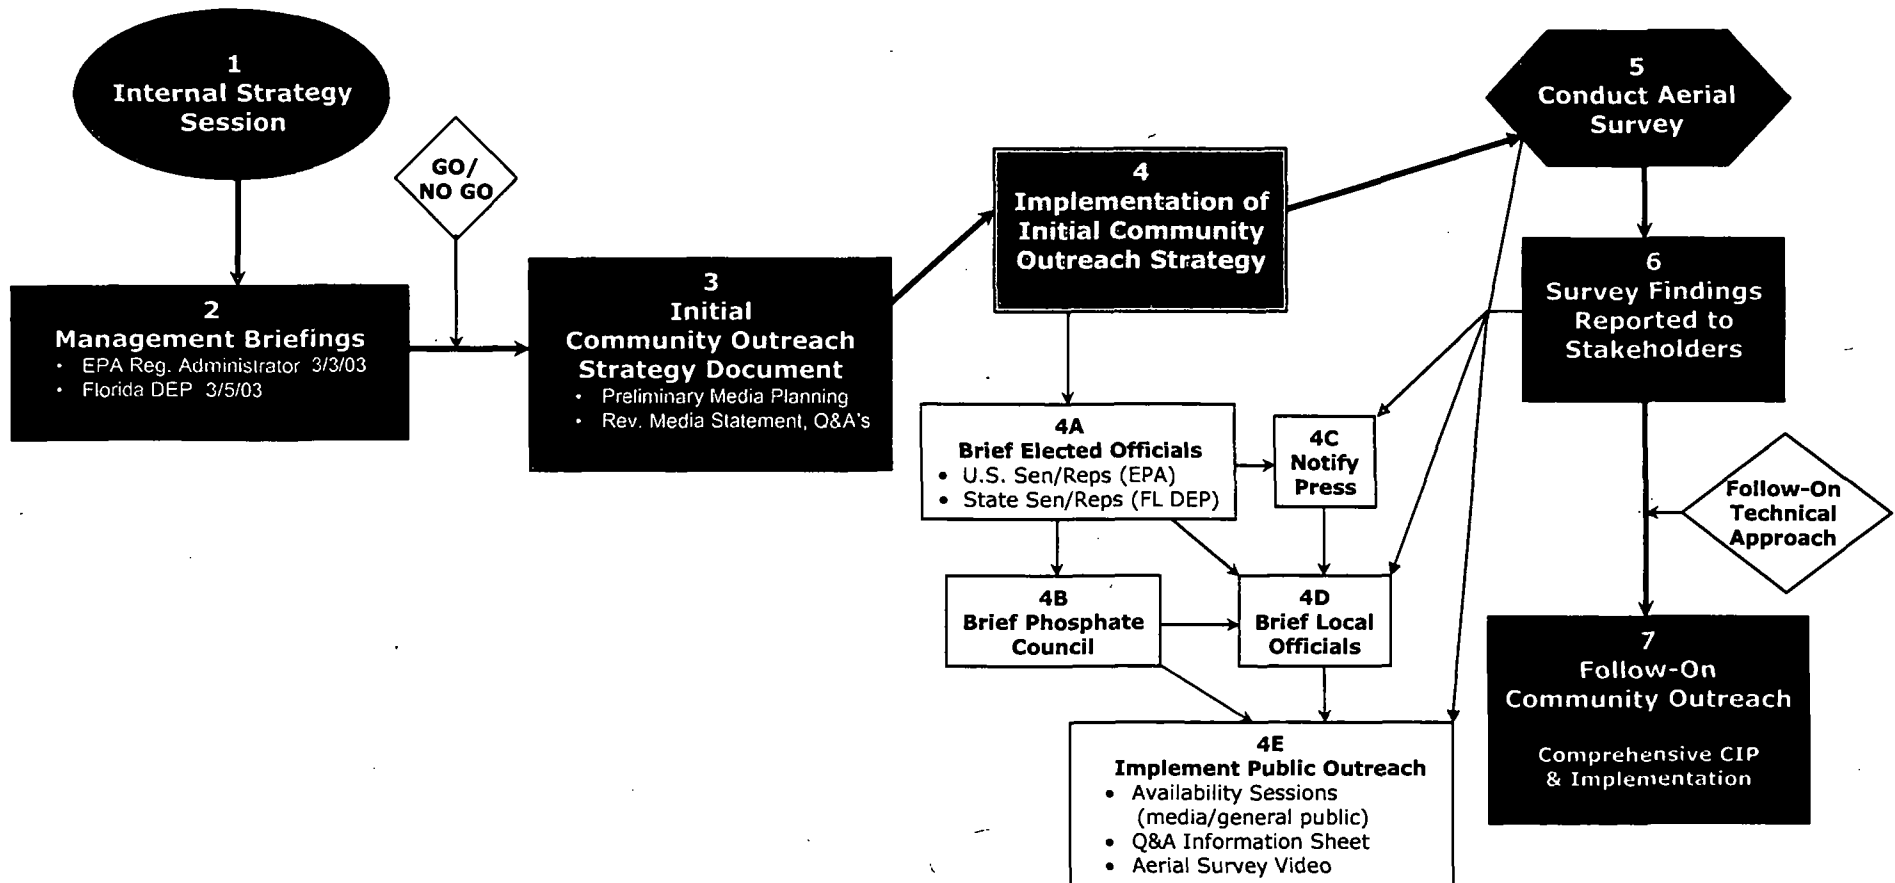 1
Internal Strategy
Session
GO/
NO GO
2
Management Briefings
• EPA Reg. Administrator 3/3/03
• Florida DEP 3/5/03
3
Initial
Community Outreach
Strategy Document
• Preliminary Media Planning
• Rev. Media Statement, Q&A's
4
Implementation of
Initial Community
Outreach Strategy
4A
Brief Elected Officials
• U.S. Sen/Reps (EPA)
• State Sen/Reps (FL DEP)
4B
Brief Phosphate
Council
4C
Notify
Press
4D
Brief Local
Officials
4E
Implement Public Outreach
• Availability Sessions
(media/general public)
• Q&A Information Sheet
• Aerial Survey Video
5
Conduct Aerial
Survey
6
Survey Findings
Reported to
Stakeholders
Follow-On
Technical
Approach
7
Follow-On
Community Outreach
Comprehensive CIP
& Implementation